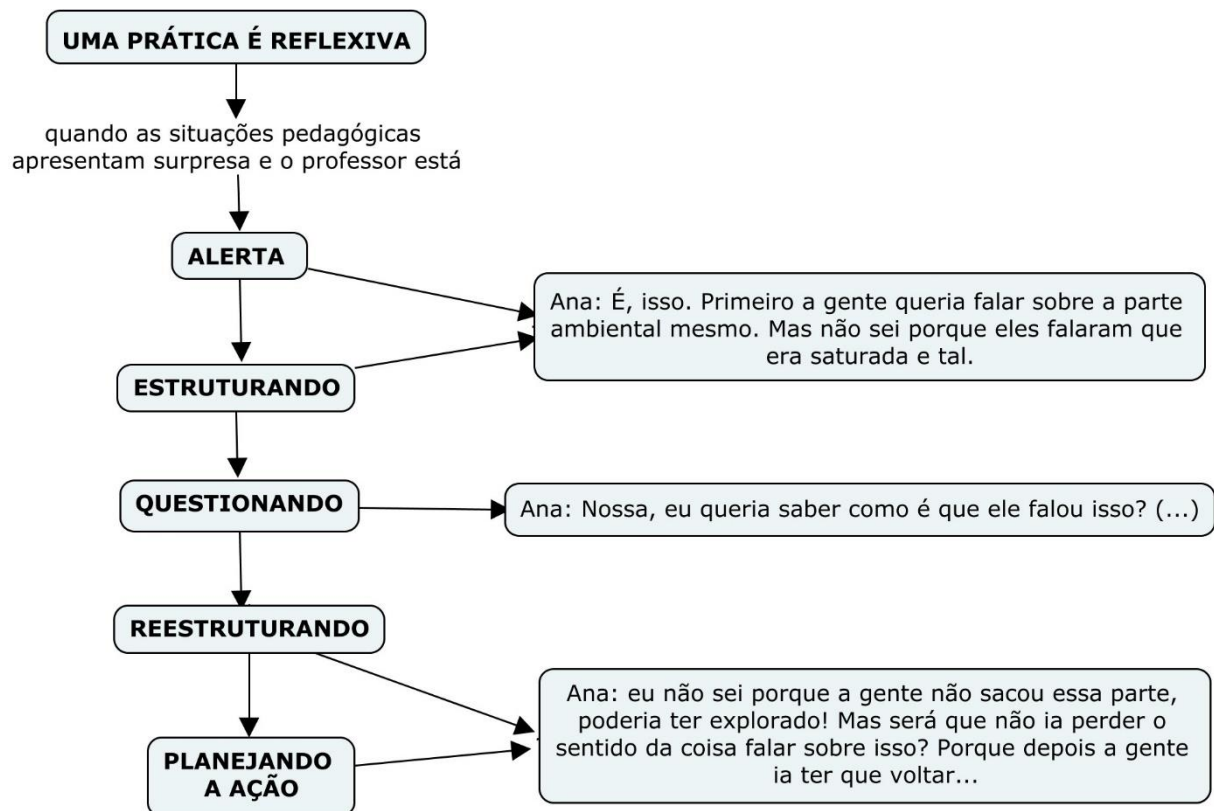 UMA PRÁTICA É REFLEXIVA
quando as situações pedagógicas
apresentam surpresa e o professor está
ALERTA
Ana: É, isso. Primeiro a gente queria falar sobre a parte
ambiental mesmo. Mas não sei porque eles falaram que
era saturada e tal.
ESTRUTURANDO
QUESTIONANDO
Ana: Nossa, eu queria saber como é que ele falou isso? (...)
REESTRUTURANDO
Ana: eu não sei porque a gente não sacou essa parte,
poderia ter explorado! Mas será que não ia perder o
sentido da coisa falar sobre isso? Porque depois a gente
ia ter que voltar...
PLANEJANDO
A AÇÃO